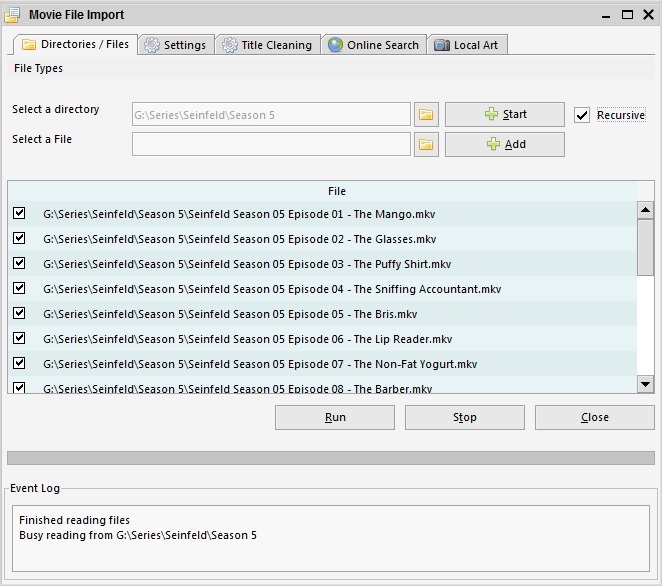 Movie File Import
Directories / Files Settings Title Cleaning Online Search Local Art
File Types
Select a directory G:\Series\Seinfeld\Season 5 Start Recursive
Select a File Add
File
G:\Series\Seinfeld\Season 5\Seinfeld Season 05 Episode 01 - The Mango.mkv
G:\Series\Seinfeld\Season 5\Seinfeld Season 05 Episode 02 - The Glasses.mkv
G:\Series\Seinfeld\Season 5\Seinfeld Season 05 Episode 03 - The Puffy Shirt.mkv
G:\Series\Seinfeld\Season 5\Seinfeld Season 05 Episode 04 - The Sniffing Accountant.mkv
G:\Series\Seinfeld\Season 5\Seinfeld Season 05 Episode 05 - The Bris.mkv
G:\Series\Seinfeld\Season 5\Seinfeld Season 05 Episode 06 - The Lip Reader.mkv
G:\Series\Seinfeld\Season 5\Seinfeld Season 05 Episode 07 - The Non-Fat Yogurt.mkv
G:\Series\Seinfeld\Season 5\Seinfeld Season 05 Episode 08 - The Barber.mkv
Run Stop Close
Event Log
Finished reading files
Busy reading from G:\Series\Seinfeld\Season 5